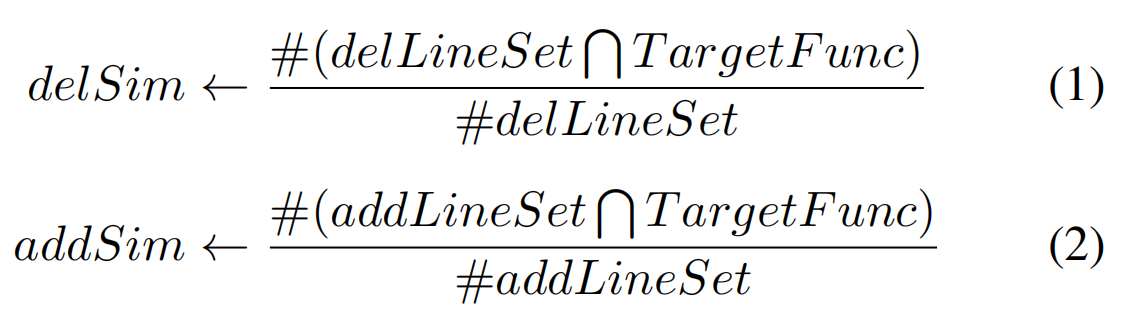 delSim ← #(delLineSet ⋂ TargetFunc) / #delLineSet (1)
addSim ← #(addLineSet ⋂ TargetFunc) / #addLineSet (2)